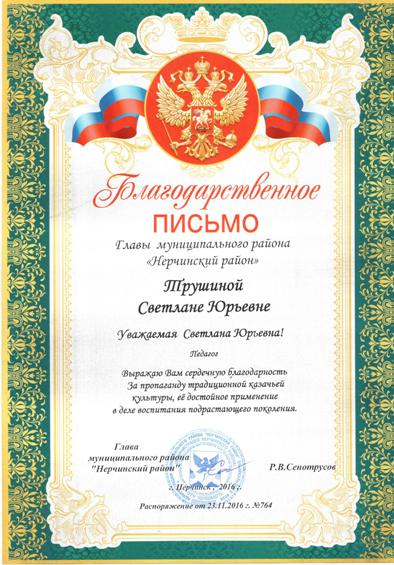 Благодарственное
ПИСЬМО
Главы муниципального района
«Нерчинский район»
Трушиной
Светлане Юрьевне
Уважаемая Светлана Юрьевна!
Педагог
Выражаю Вам сердечную благодарность
За пропаганду традиционной казачьей
культуры, её достойное применение
в деле воспитания подрастающего поколения.
Глава
муниципального района
"Нерчинский район"
Р.В.Сенотрусов
г. Нерчинск, 2016 г.
Распоряжение от 23.11.2016 г. №764